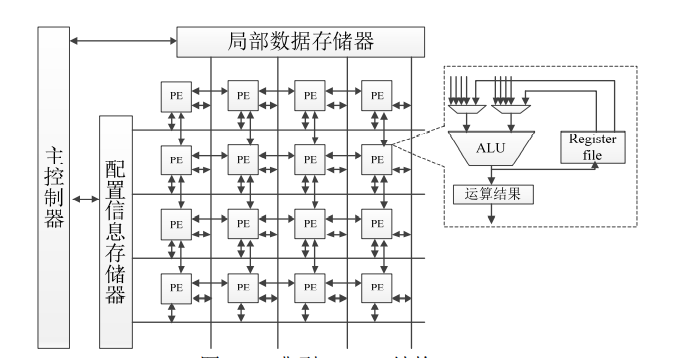 局部数据存储器
主控制器
配置信息存储器
PE PE PE PE
PE PE PE PE
PE PE PE PE
PE PE PE PE
ALU
Register
file
运算结果